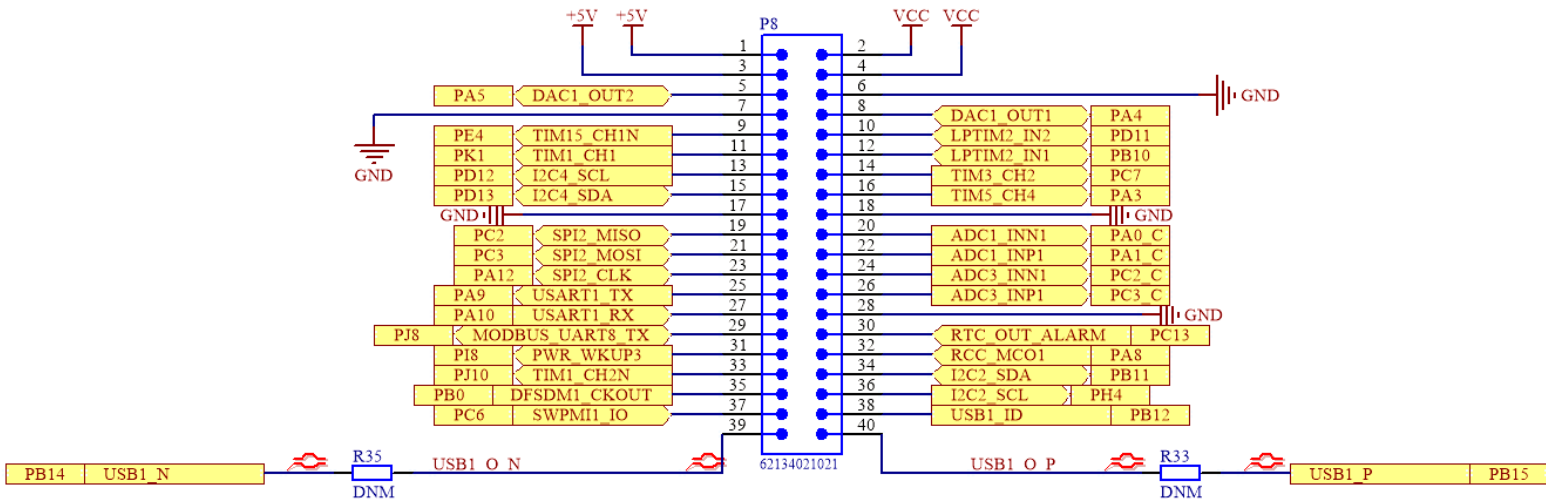 +5V +5V VCC VCC
P8
1 2
3 4
PA5 DAC1_OUT2 5 6 GND
7 8 DAC1_OUT1 PA4
PE4 TIM15_CH1N 9 10 LPTIM2_IN2 PD11
PK1 TIM1_CH1 11 12 LPTIM2_IN1 PB10
GND PD12 I2C4_SCL 13 14 TIM3_CH2 PC7
PD13 I2C4_SDA 15 16 TIM5_CH4 PA3
GND 17 18 GND
PC2 SPI2_MISO 19 20 ADC1_INN1 PA0_C
PC3 SPI2_MOSI 21 22 ADC1_INP1 PA1_C
PA12 SPI2_CLK 23 24 ADC3_INN1 PC2_C
PA9 USART1_TX 25 26 ADC3_INP1 PC3_C
PA10 USART1_RX 27 28 GND
PJ8 MODBUS_UART8_TX 29 30 RTC_OUT_ALARM PC13
PI8 PWR_WKUP3 31 32 RCC_MCO1 PA8
PJ10 TIM1_CH2N 33 34 I2C2_SDA PB11
PB0 DFSDM1_CKOUT 35 36 I2C2_SCL PH4
PC6 SWPMI1_IO 37 38 USB1_ID PB12
39 40
R35 USB1_O_N 62134021021 USB1_O_P R33
PB14 USB1_N USB1_P PB15
DNM DNM